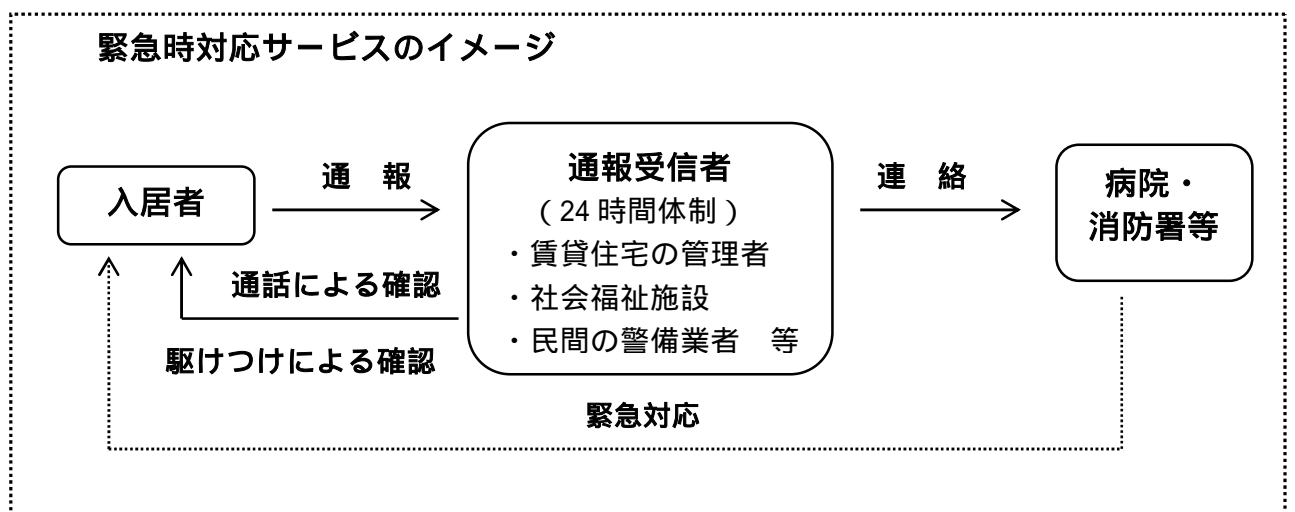 緊急時対応サービスのイメージ
入居者
通　報
通報受信者
（24時間体制）
・賃貸住宅の管理者
・社会福祉施設
・民間の警備業者　等
連　絡
病院・
消防署等
通話による確認
駆けつけによる確認
緊急対応